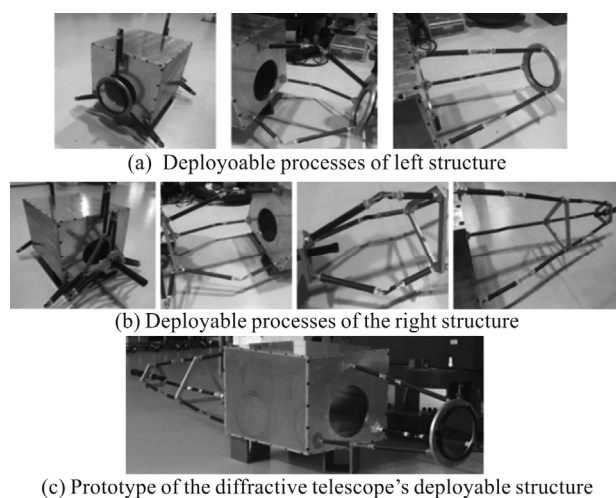 (a) Deployoable processes of left structure
(b) Deployable processes of the right structure
(c) Prototype of the diffractive telescope's deployable structure